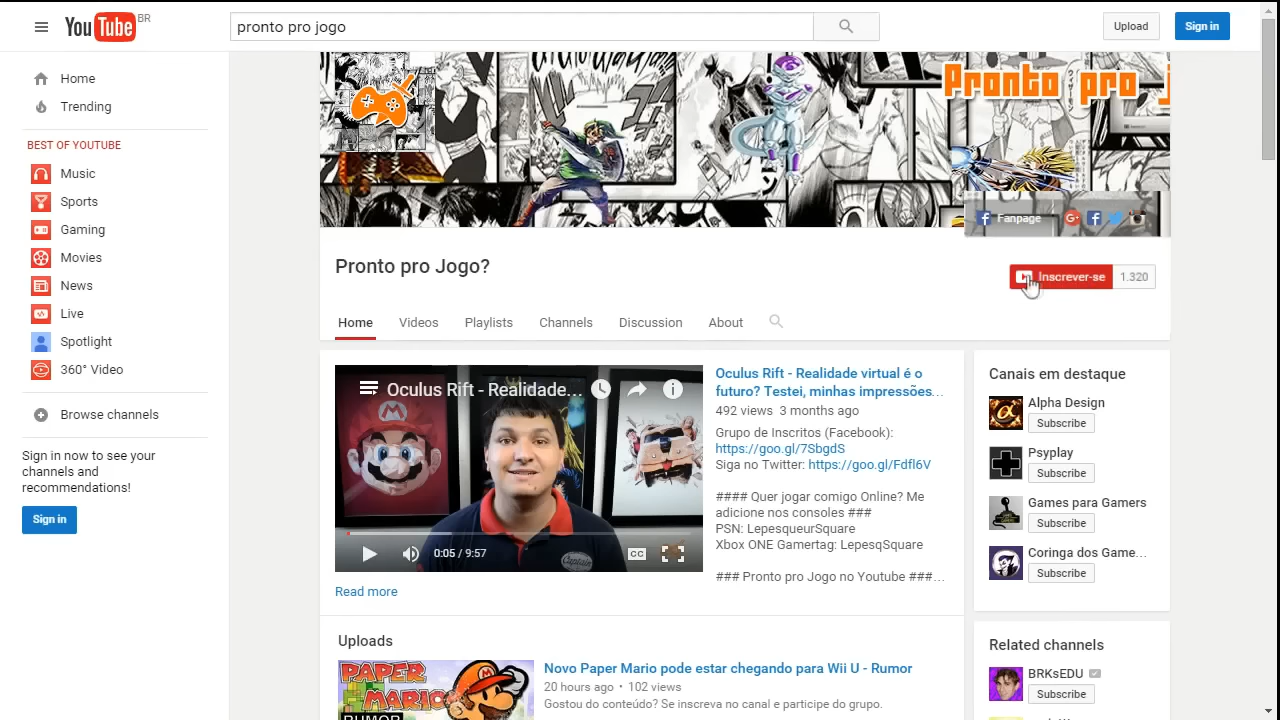 YouTube BR
pronto pro jogo
Upload
Sign in
Home
Trending
BEST OF YOUTUBE
Music
Sports
Gaming
Movies
News
Live
Spotlight
360° Video
Browse channels
Sign in now to see your
channels and
recommendations!
Sign in
Pronto pro j
Fanpage
Pronto pro Jogo?
Inscrever-se 1.320
Home Videos Playlists Channels Discussion About
Oculus Rift - Realidade...
0:05 / 9:57
CC
Read more
Oculus Rift - Realidade virtual é o
futuro? Testei, minhas impressões...
492 views 3 months ago
Grupo de Inscritos (Facebook):
https://goo.gl/7SbgdS
Siga no Twitter: https://goo.gl/Fdfl6V
#### Quer jogar comigo Online? Me
adicione nos consoles ###
PSN: LepesqueurSquare
Xbox ONE Gamertag: LepesqSquare
### Pronto pro Jogo no Youtube ###...
Uploads
PAPER
MARIO
RUMOR
Novo Paper Mario pode estar chegando para Wii U - Rumor
20 hours ago • 102 views
Gostou do conteúdo? Se inscreva no canal e participe do grupo.
Canais em destaque
Alpha Design
Subscribe
Psyplay
Subscribe
Games para Gamers
Subscribe
Coringa dos Game...
Subscribe
Related channels
BRKsEDU
Subscribe